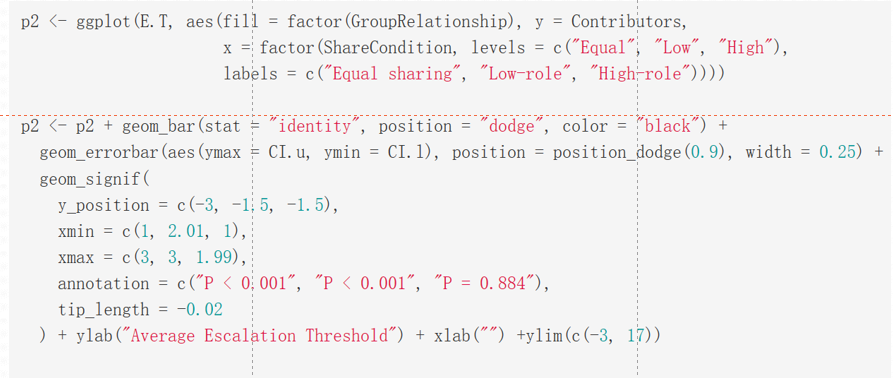 p2 <- ggplot(E.T, aes(fill = factor(GroupRelationship), y = Contributors,
x = factor(ShareCondition, levels = c("Equal", "Low", "High"),
labels = c("Equal sharing", "Low-role", "High-role"))))
p2 <- p2 + geom_bar(stat = "identity", position = "dodge", color = "black") +
geom_errorbar(aes(ymax = CI.u, ymin = CI.l), position = position_dodge(0.9), width = 0.25) +
geom_signif(
y_position = c(-3, -1.5, -1.5),
xmin = c(1, 2.01, 1),
xmax = c(3, 3, 1.99),
annotation = c("P < 0.001", "P < 0.001", "P = 0.884"),
tip_length = -0.02
) + ylab("Average Escalation Threshold") + xlab("") +ylim(c(-3, 17))